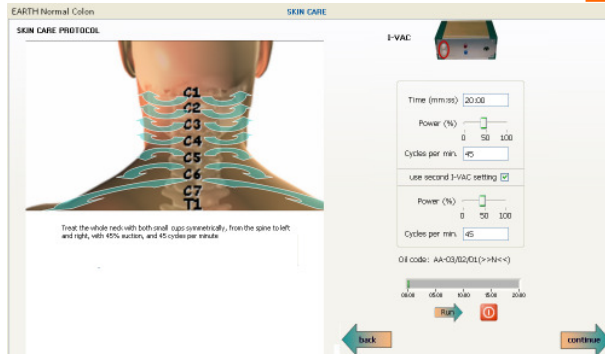 EARTH Normal Colon
SKIN CARE
SKIN CARE PROTOCOL
C1
C2
C3
C4
C5
C6
C7
T1
Treat the whole neck with both small cups symmetrically, from the spine to left
and right, with 45% suction, and 45 cycles per minute
I-VAC
Time (mm:ss) 20:00
Power (%)
0 50 100
Cycles per min. 45
use second I-VAC setting
Power (%)
0 50 100
Cycles per min. 45
Oil code: AA-03/02/01(>>N<<)
00:00 05:00 10:00 15:00 20:00
Run
back
continue